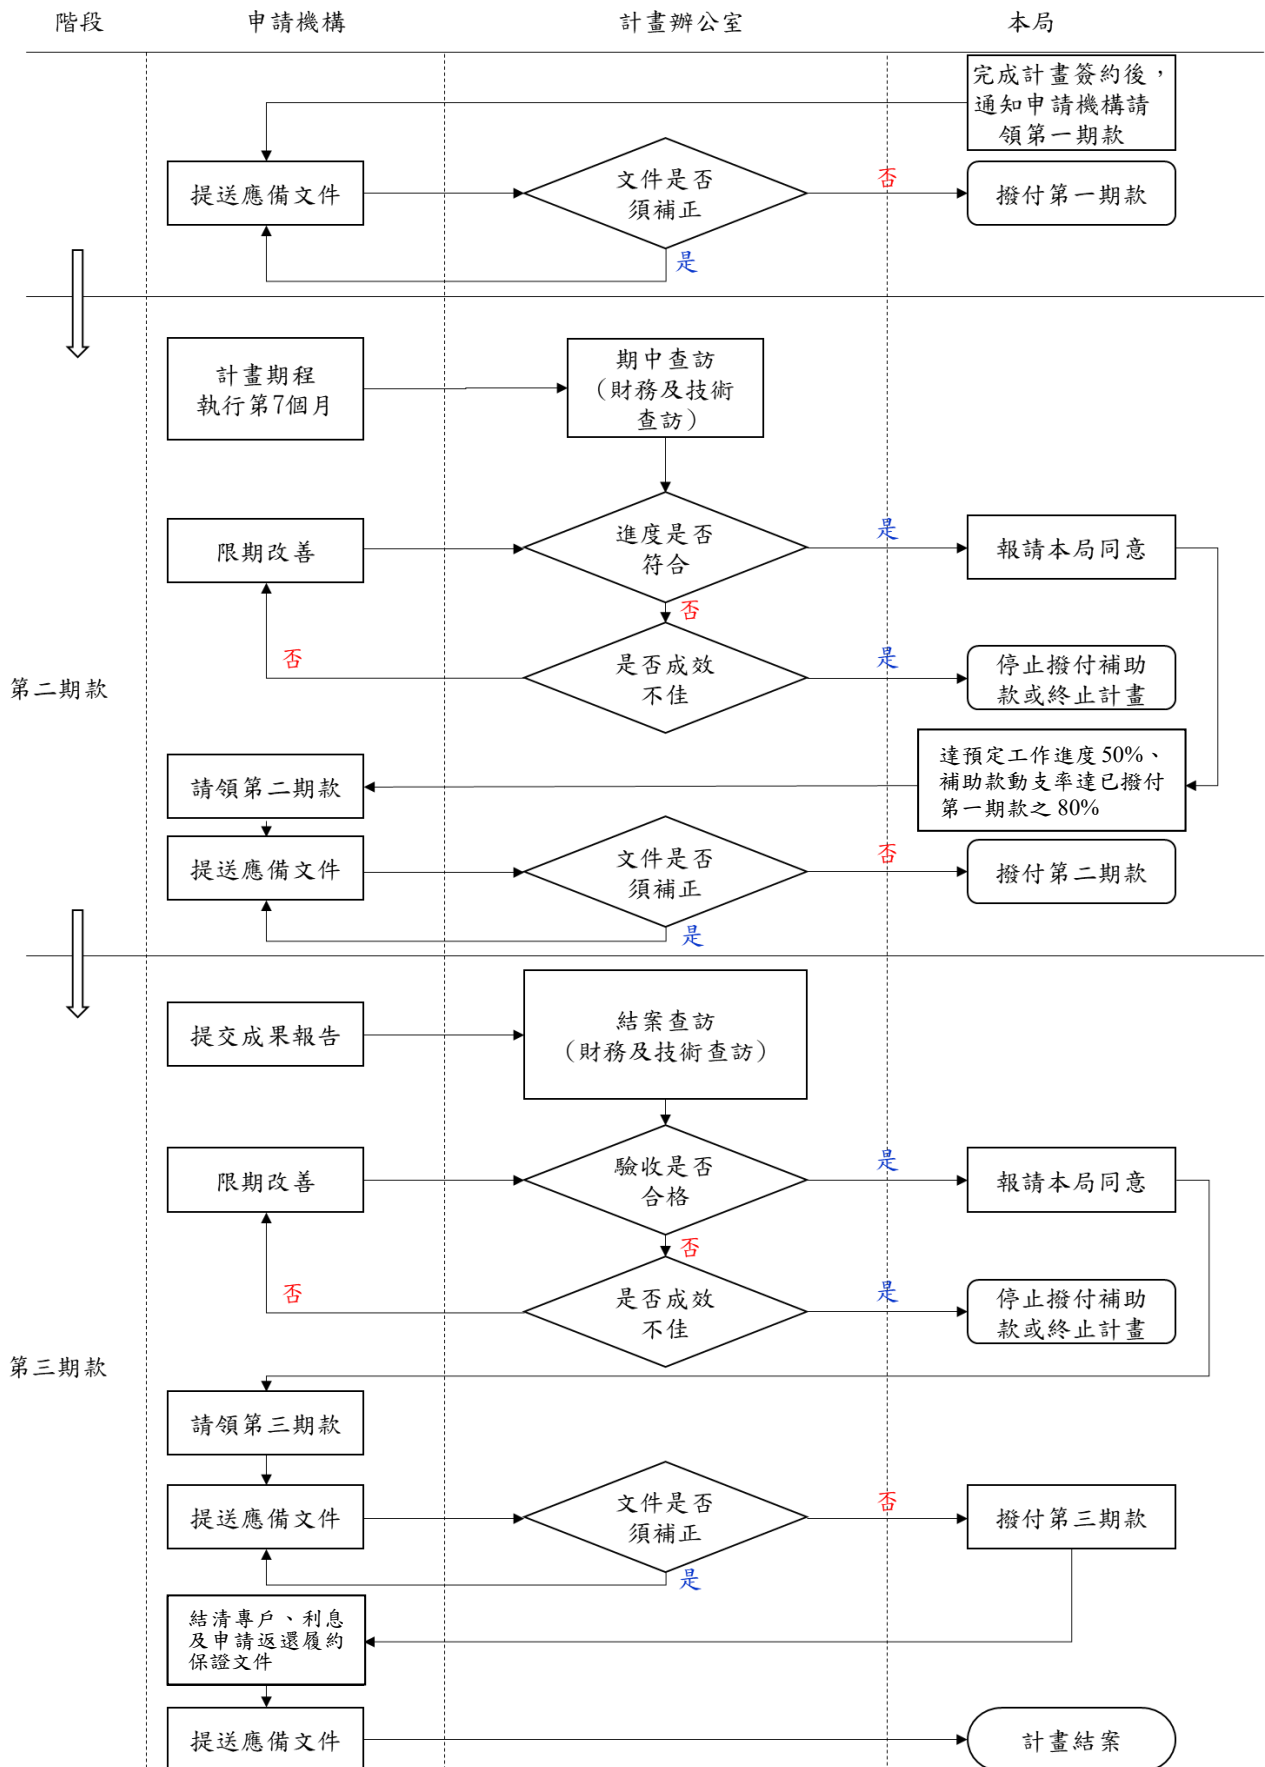 階段
申請機構
計畫辦公室
本局
完成計畫簽約後，
通知申請機構請
領第一期款
提送應備文件
文件是否
須補正
否
撥付第一期款
是
計畫期程
執行第7個月
期中查訪
（財務及技術
查訪）
限期改善
進度是否
符合
是
報請本局同意
否
否
是否成效
不佳
是
停止撥付補助
款或終止計畫
第二期款
請領第二期款
達預定工作進度 50%、
補助款動支率達已撥付
第一期款之 80%
提送應備文件
文件是否
須補正
否
撥付第二期款
是
提交成果報告
結案查訪
（財務及技術查訪）
限期改善
驗收是否
合格
是
報請本局同意
否
否
是否成效
不佳
是
停止撥付補助
款或終止計畫
第三期款
請領第三期款
提送應備文件
文件是否
須補正
否
撥付第三期款
是
結清專戶、利息
及申請返還履約
保證文件
提送應備文件
計畫結案